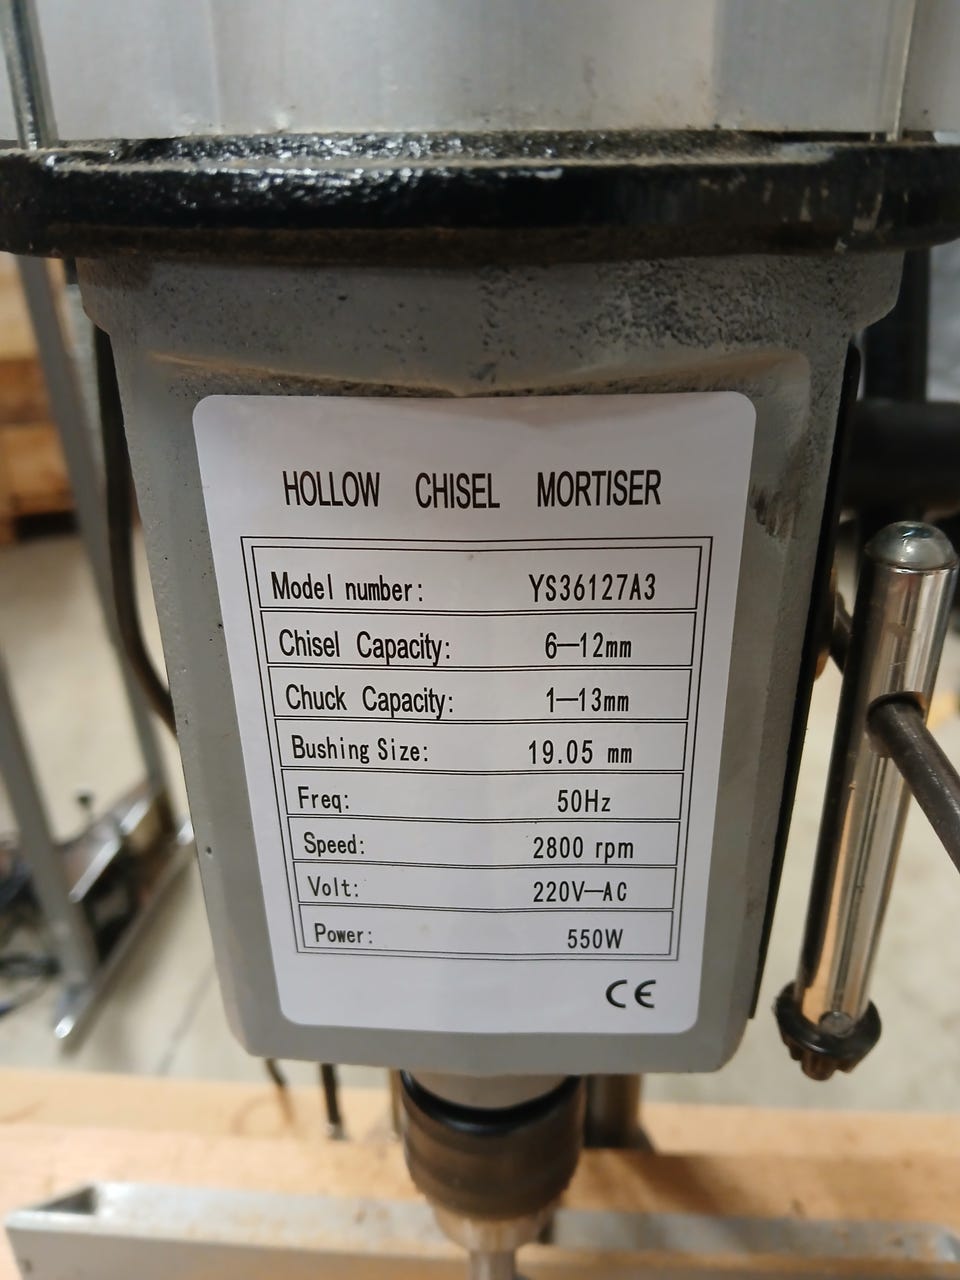 HOLLOW CHISEL MORTISER
Model number: YS36127A3
Chisel Capacity: 6—12mm
Chuck Capacity: 1—13mm
Bushing Size: 19.05 mm
Freq: 50Hz
Speed: 2800 rpm
Volt: 220V—AC
Power: 550W
CE